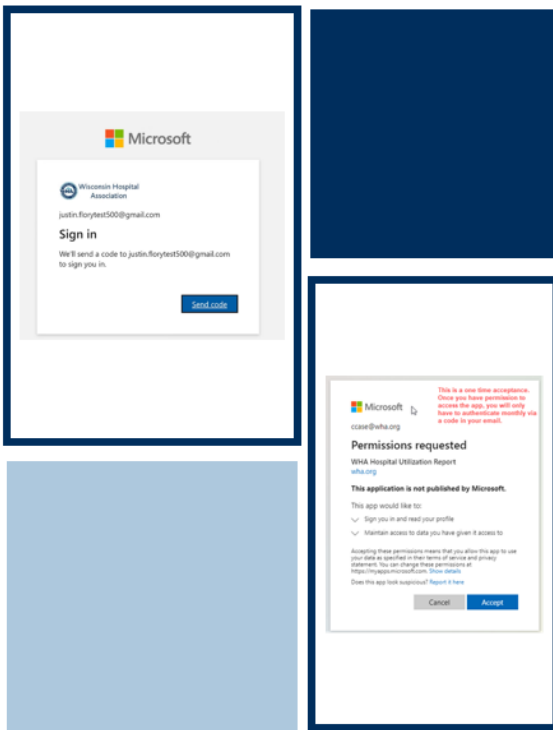 Microsoft
Wisconsin Hospital
Association
justin.florytest500@gmail.com
Sign in
We'll send a code to justin.florytest500@gmail.com
to sign you in.
Send code
This is a one time acceptance.
Once you have permission to
access the app, you will only
have to authenticate monthly via
a code in your email.
Microsoft
ccase@wha.org
Permissions requested
WHA Hospital Utilization Report
wha.org
This application is not published by Microsoft.
This app would like to:
Sign you in and read your profile
Maintain access to data you have given it access to
Accepting these permissions means that you allow this app to use
your data as specified in their terms of service and privacy
statement. You can change these permissions at
https://myapps.microsoft.com. Show details
Does this app look suspicious? Report it here
Cancel
Accept